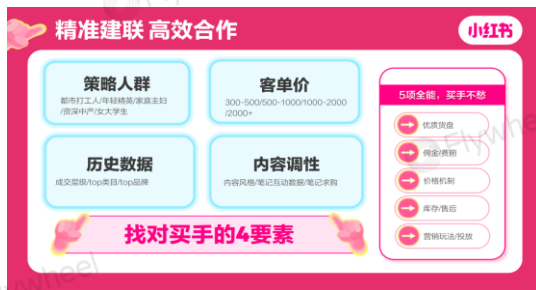 精准建联 高效合作
小红书
策略人群
都市打工人/年轻精英/家庭主妇
/资深中产/女大学生
客单价
300-500/500-1000/1000-2000
/2000+
历史数据
成交层级/top类目/top品牌
内容调性
内容风格/笔记互动数据/笔记求购
找对买手的4要素
5项全能，买手不愁
优质货盘
佣金/费用
价格机制
库存/售后
营销玩法/投放
Flywheel
Flywheel